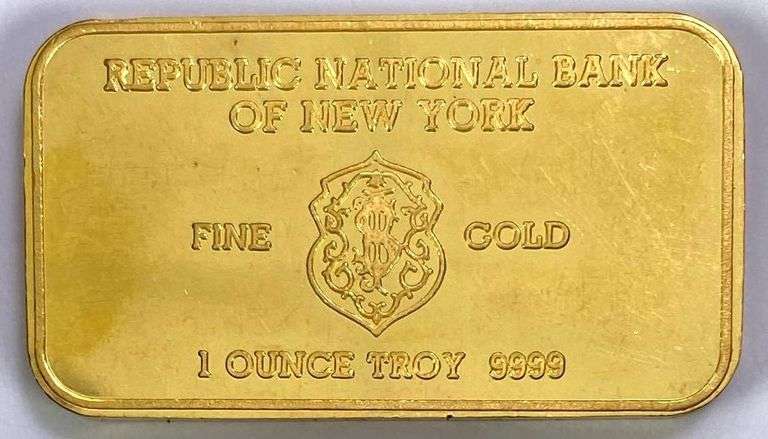 REPUBLIC NATIONAL BANK
OF NEW YORK
FINE GOLD
1 OUNCE TROY 9999